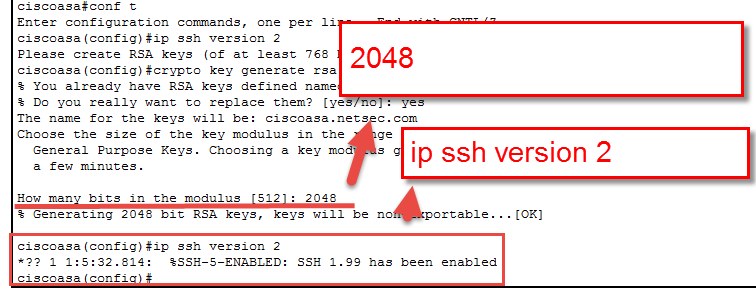 ciscoasa#conf t
Enter configuration commands, one per line. End with CNTL/Z
ciscoasa(config)#ip ssh version 2
Please create RSA keys (of at least 768
ciscoasa(config)#crypto key generate rsa
% You already have RSA keys defined named
% Do you really want to replace them? [yes/no]: yes
The name for the keys will be: ciscoasa.netsec.com
Choose the size of the key modulus in the range
General Purpose Keys. Choosing a key modulus
a few minutes.
How many bits in the modulus [512]: 2048
% Generating 2048 bit RSA keys, keys will be non-exportable...[OK]
ciscoasa(config)#ip ssh version 2
*?? 1 1:5:32.814: %SSH-5-ENABLED: SSH 1.99 has been enabled
ciscoasa(config)#
2048
ip ssh version 2